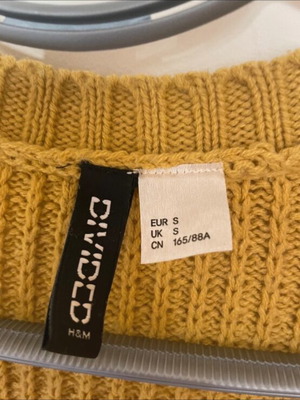 DIVIDED
H&M
EUR S
UK S
CN 165/88A